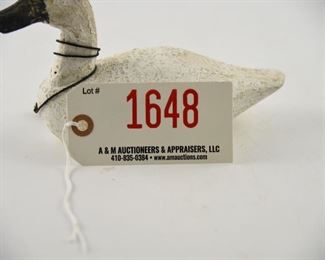 Lot #
1648
A & M AUCTIONEERS & APPRAISERS, LLC
410-835-0384 • www.amauctions.com